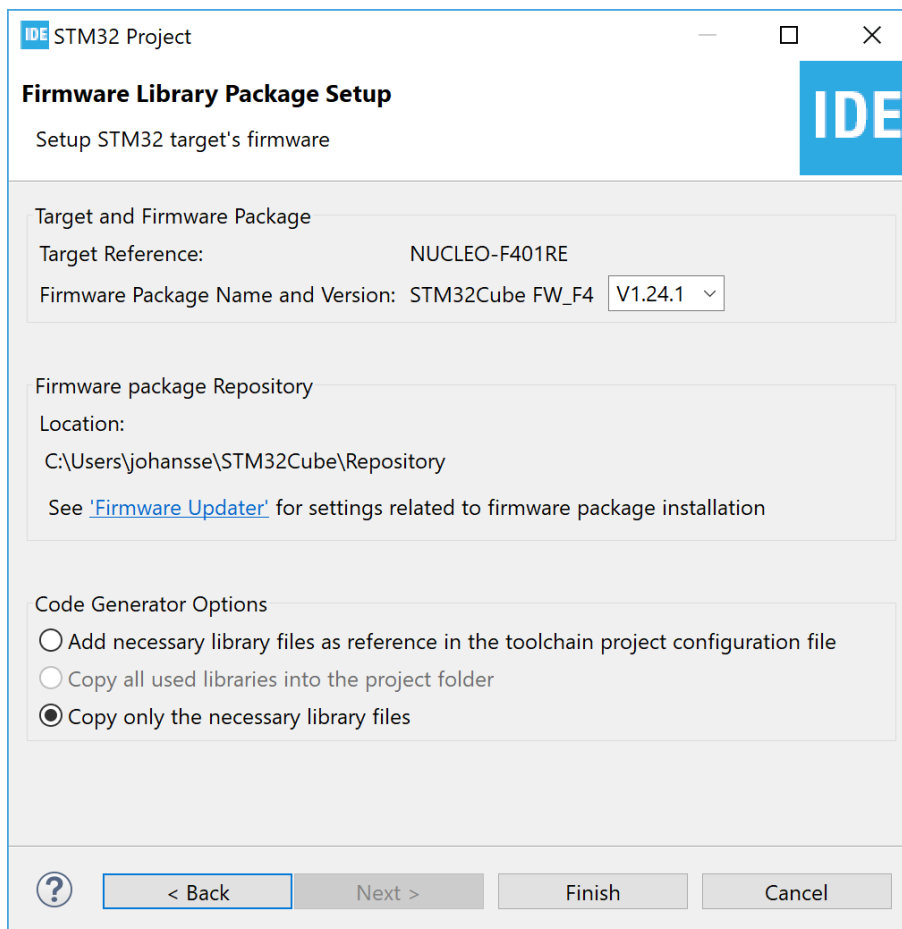 IDE STM32 Project
Firmware Library Package Setup
Setup STM32 target's firmware
IDE
Target and Firmware Package
Target Reference: NUCLEO-F401RE
Firmware Package Name and Version: STM32Cube FW_F4 V1.24.1
Firmware package Repository
Location:
C:\Users\johansse\STM32Cube\Repository
See 'Firmware Updater' for settings related to firmware package installation
Code Generator Options
Add necessary library files as reference in the toolchain project configuration file
Copy all used libraries into the project folder
Copy only the necessary library files
? < Back Next > Finish Cancel